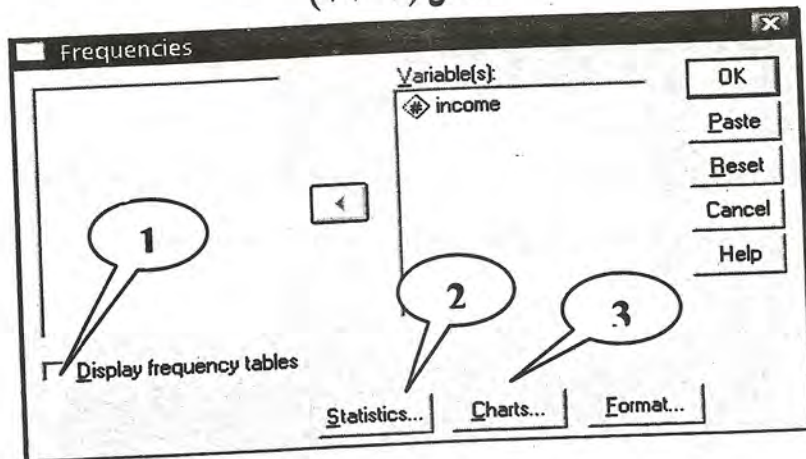 Frequencies
Variable(s):
income
OK
Paste
Reset
Cancel
Help
1
2
3
Display frequency tables
Statistics...
Charts...
Format...